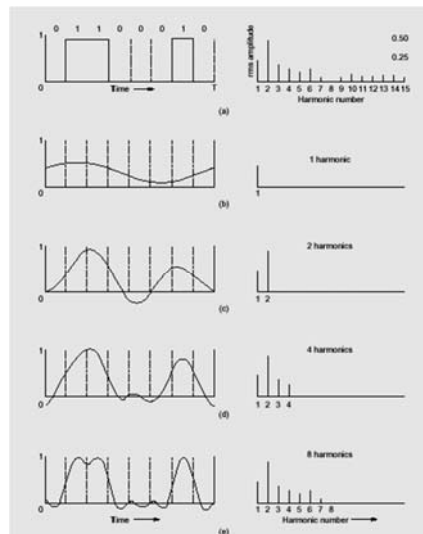 0 1 1 0 0 0 1 0
1
0
Time
T
(a)
rms amplitude
0.50
0.25
1 2 3 4 5 6 7 8 9 10 11 12 13 14 15
Harmonic number
1
0
(b)
1 harmonic
1
1
0
(c)
2 harmonics
1 2
1
0
(d)
4 harmonics
1 2 3 4
1
0
Time
(e)
8 harmonics
1 2 3 4 5 6 7 8
Harmonic number